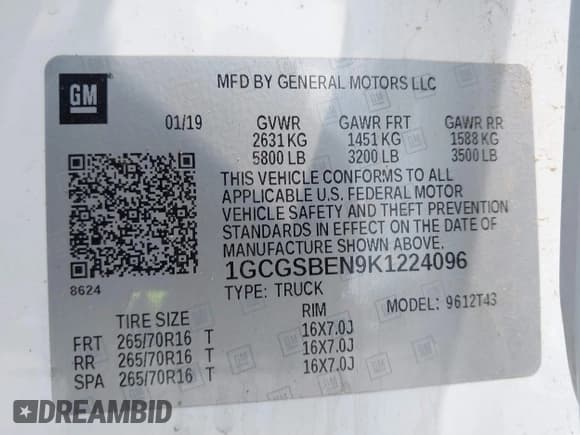 GM
MFD BY GENERAL MOTORS LLC
01/19 GVWR GAWR FRT GAWR RR
2631 KG 1451 KG 1588 KG
5800 LB 3200 LB 3500 LB
THIS VEHICLE CONFORMS TO ALL
APPLICABLE U.S. FEDERAL MOTOR
VEHICLE SAFETY AND THEFT PREVENTION
STANDARDS IN EFFECT ON THE DATE OF
MANUFACTURE SHOWN ABOVE.
8624 1GCGSBEN9K1224096
TYPE: TRUCK MODEL: 9612T43
TIRE SIZE RIM
FRT 265/70R16 T 16X7.0J
RR 265/70R16 T 16X7.0J
SPA 265/70R16 T 16X7.0J
DREAMBID